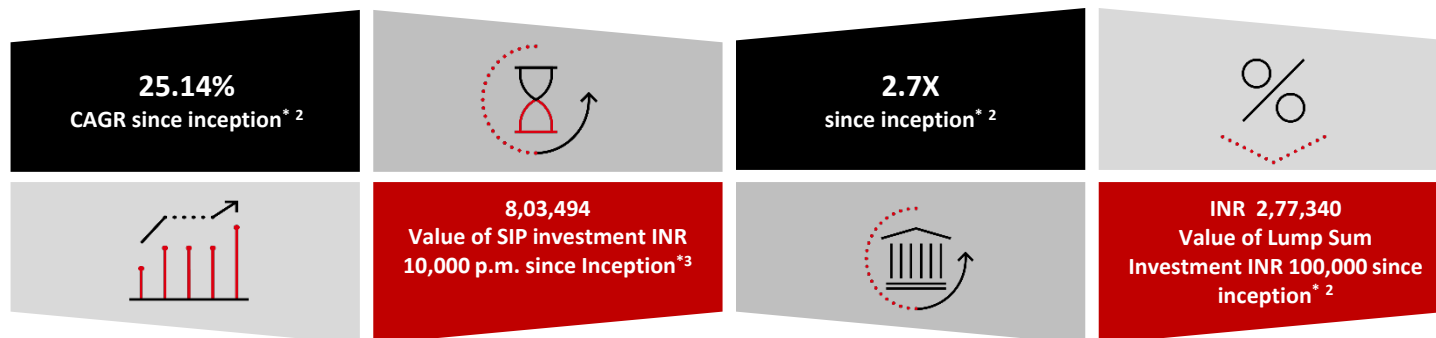 25.14%
CAGR since inception* 2
2.7X
since inception* 2
8,03,494
Value of SIP investment INR
10,000 p.m. since Inception*3
INR 2,77,340
Value of Lump Sum
Investment INR 100,000 since
inception* 2